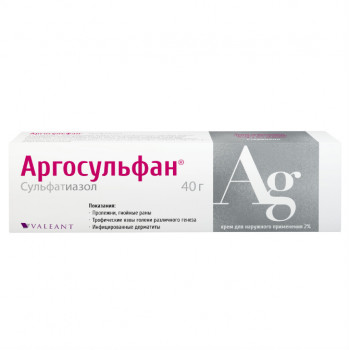 Аргосульфан®
Сульфатиазол
40 г
Ag
Показания:
• Пролежни, гнойные раны
• Трофические язвы голени различного генеза
• Инфицированные дерматиты
VALEANT
крем для наружного применения 2%